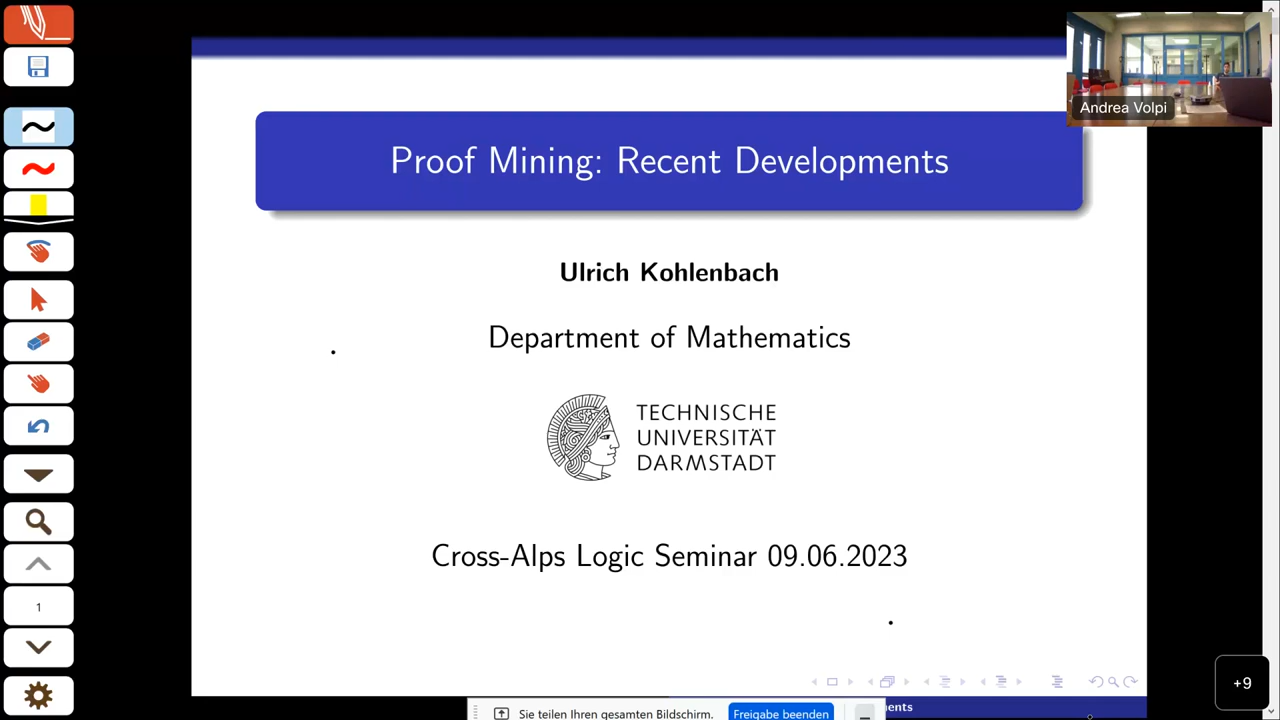 Andrea Volpi
Proof Mining: Recent Developments
Ulrich Kohlenbach
Department of Mathematics
TECHNISCHE
UNIVERSITÄT
DARMSTADT
Cross-Alps Logic Seminar 09.06.2023
1
+9
ments
Sie teilen Ihren gesamten Bildschirm.
Freigabe beenden